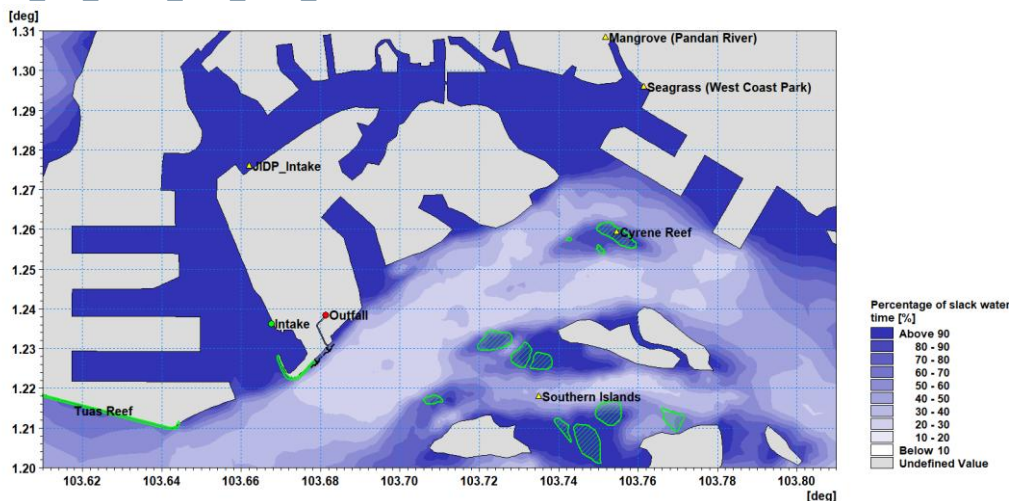 [deg]
1.31
1.30
1.29
1.28
1.27
1.26
1.25
1.24
1.23
1.22
1.21
1.20
Mangrove (Pandan River)
Seagrass (West Coast Park)
JIDP_Intake
Cyrene Reef
Intake
Outfall
Southern Islands
Tuas Reef
103.62
103.64
103.66
103.68
103.70
103.72
103.74
103.76
103.78
103.80
[deg]
Percentage of slack water
time [%]
Above 90
80 - 90
70 - 80
60 - 70
50 - 60
40 - 50
30 - 40
20 - 30
10 - 20
Below 10
Undefined Value